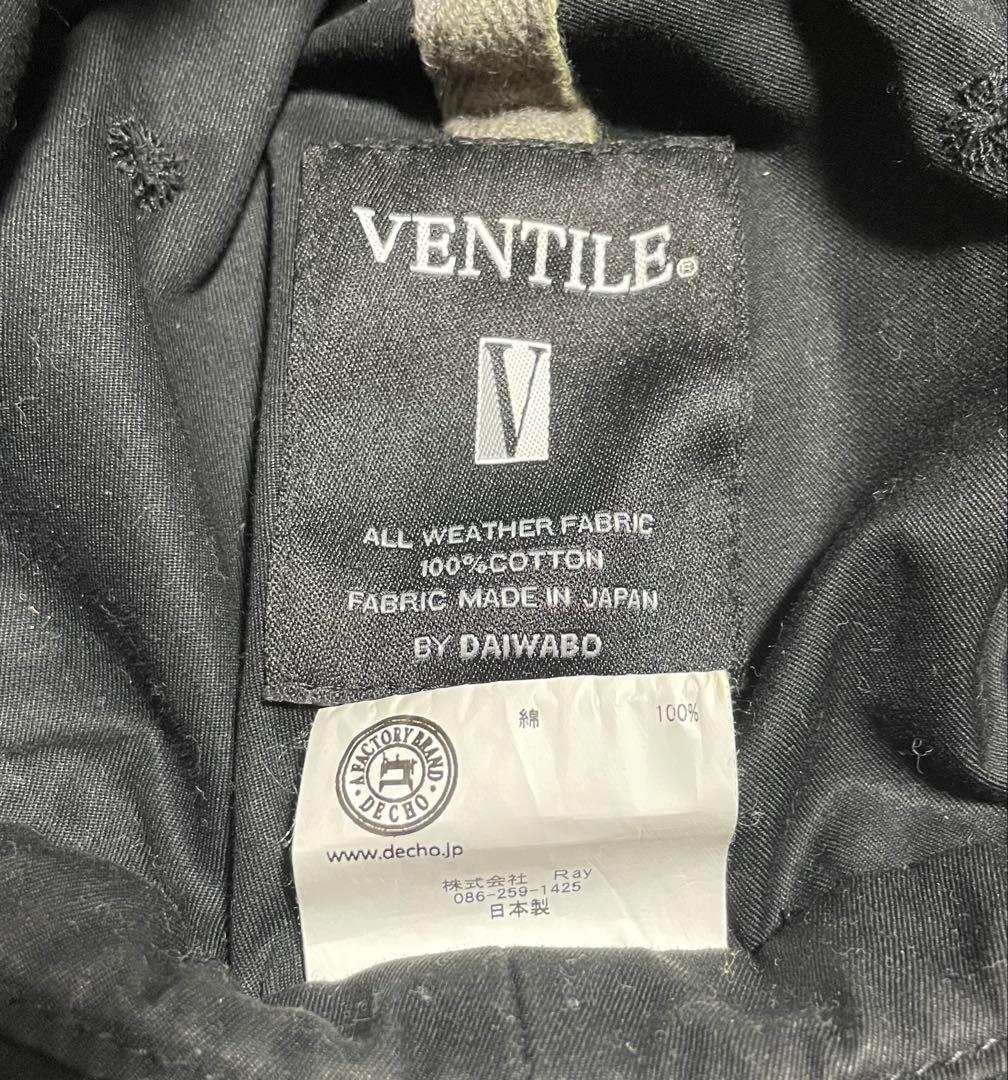 VENTILE®
V
ALL WEATHER FABRIC
100%COTTON
FABRIC MADE IN JAPAN
BY DAIWABO
綿 100%
・A FACTORY BRAND・
DECHO
www.decho.jp
株式会社 Ray
086-259-1425
日本製